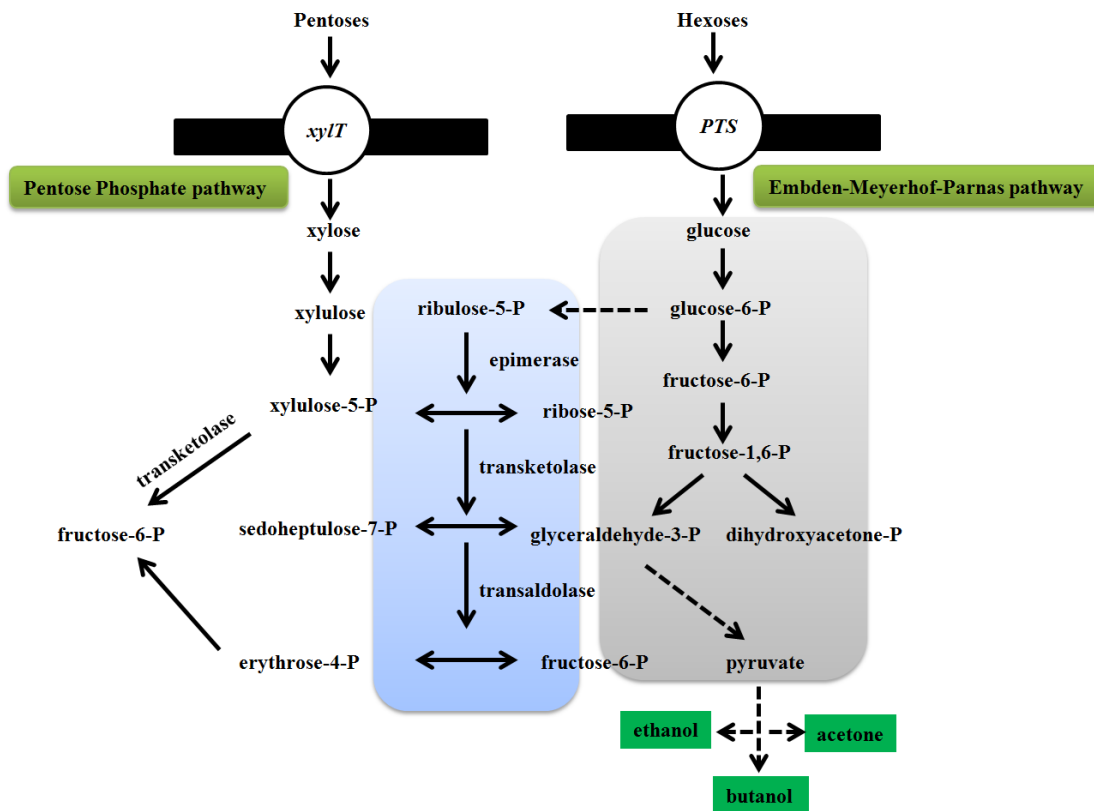 Pentoses
Hexoses
xylT
PTS
Pentose Phosphate pathway
Embden-Meyerhof-Parnas pathway
xylose
glucose
xylulose
ribulose-5-P
glucose-6-P
epimerase
fructose-6-P
xylulose-5-P
ribose-5-P
transketolase
transketolase
fructose-1,6-P
fructose-6-P
sedoheptulose-7-P
glyceraldehyde-3-P
dihydroxyacetone-P
transaldolase
erythrose-4-P
fructose-6-P
pyruvate
ethanol
acetone
butanol